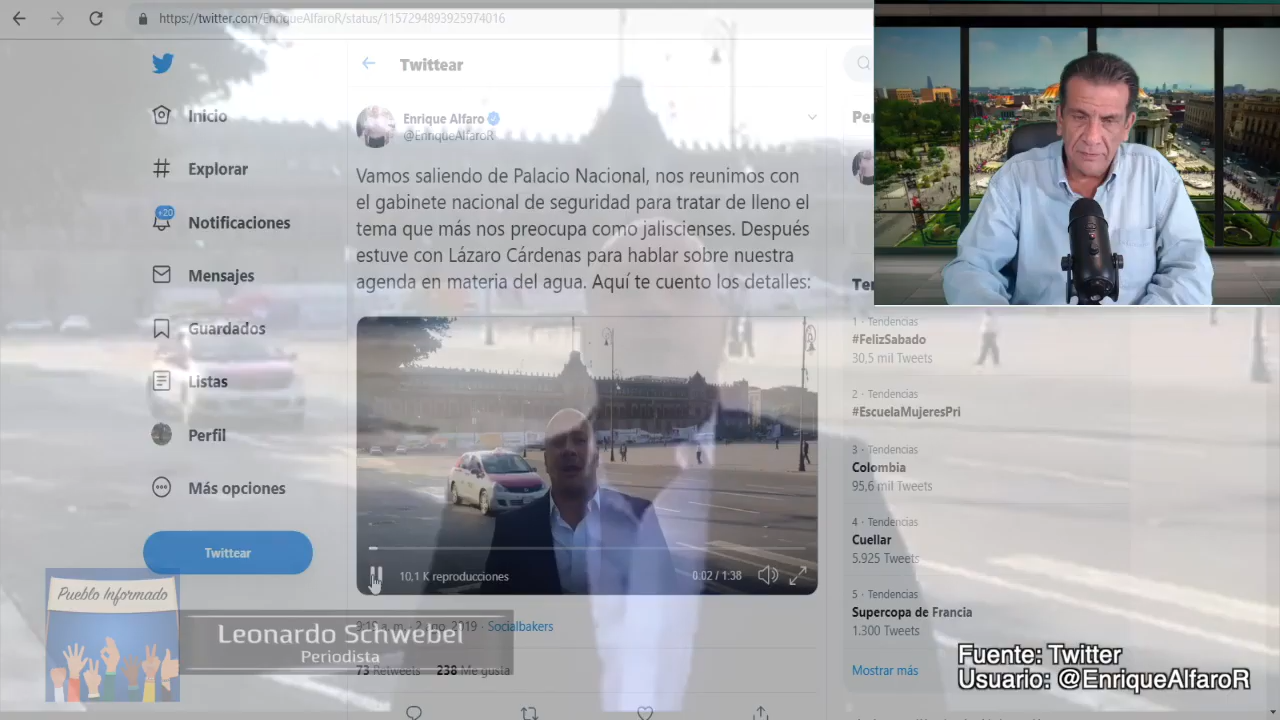 https://twitter.com/EnriqueAlfaroR/status/1157294893925974016
Inicio
Explorar
+20
Notificaciones
Mensajes
Guardados
Listas
Perfil
Más opciones
Twittear
Twittear
Enrique Alfaro
@EnriqueAlfaroR
Vamos saliendo de Palacio Nacional, nos reunimos con
el gabinete nacional de seguridad para tratar de lleno el
tema que más nos preocupa como jaliscienses. Después
estuve con Lázaro Cárdenas para hablar sobre nuestra
agenda en materia del agua. Aquí te cuento los detalles:
10,1 K reproducciones
0:02 / 1:38
2 ago. 2019 · Socialbakers
73 Retweets 238 Me gusta
1 · Tendencias
#FelizSabado
30,5 mil Tweets
2 · Tendencias
#EscuelaMujeresPri
3 · Tendencias
Colombia
95,6 mil Tweets
4 · Tendencias
Cuellar
5.925 Tweets
5 · Tendencias
Supercopa de Francia
1.300 Tweets
Mostrar más
Pueblo Informado
Leonardo Schwebel
Periodista
Fuente: Twitter
Usuario: @EnriqueAlfaroR